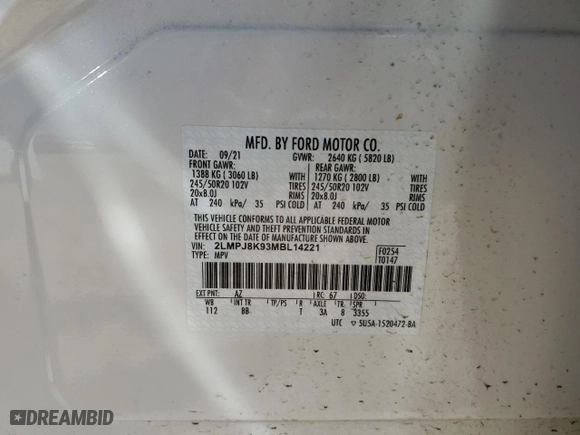 MFD. BY FORD MOTOR CO.
DATE: 09/21 GVWR: 2640 KG ( 5820 LB)
FRONT GAWR: REAR GAWR:
1388 KG ( 3060 LB) WITH 1270 KG ( 2800 LB) WITH
245/50R20 102V TIRES 245/50R20 102V TIRES
20x8.0J RIMS 20x8.0J RIMS
AT 240 kPa/ 35 PSI COLD AT 240 kPa/ 35 PSI COLD
THIS VEHICLE CONFORMS TO ALL APPLICABLE FEDERAL MOTOR
VEHICLE SAFETY AND THEFT PREVENTION STANDARDS IN
EFFECT ON THE DATE OF MANUFACTURE SHOWN ABOVE.
VIN: 2LMPJ8K93MBL14221 F0254
TYPE: MPV T0147
EXT PNT: AZ RC: 67 DSO:
WB INT TR TP/PS R AXLE TR SPR
112 BB T 3A 8 3355
UTC ▽ 5U5A-1520472-BA
DREAMBID